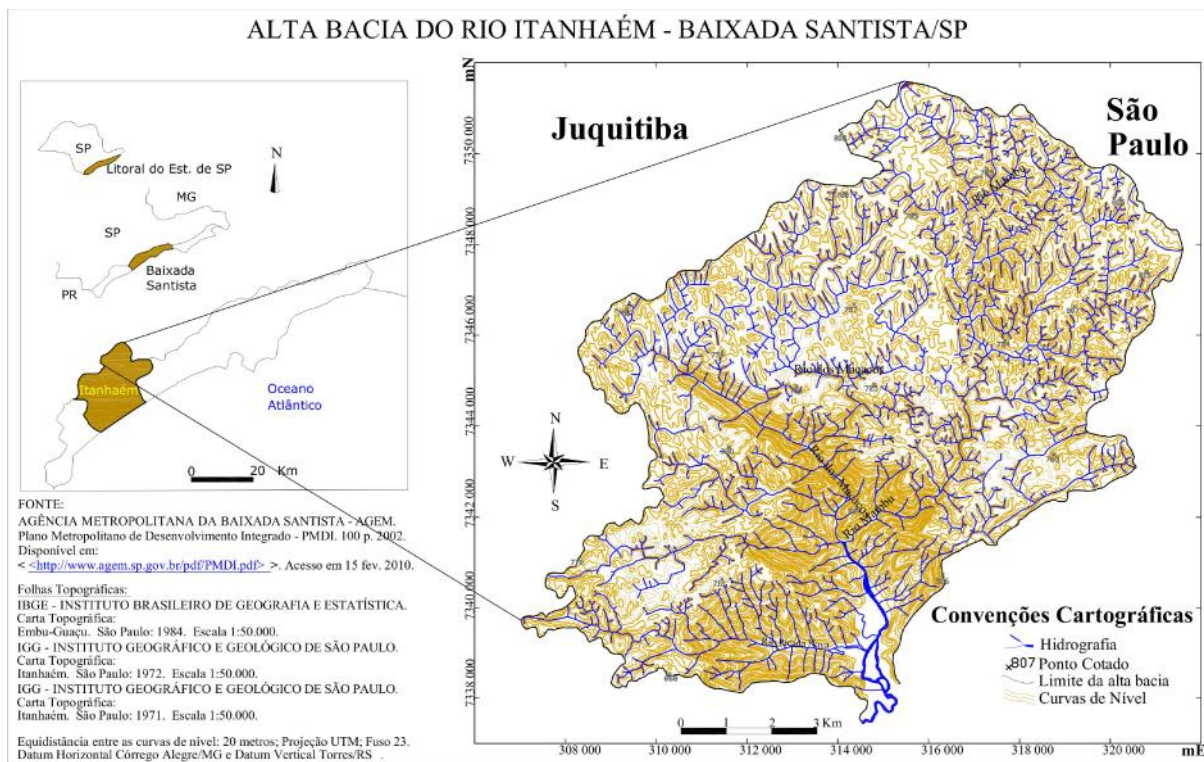 ALTA BACIA DO RIO ITANHAÉM - BAIXADA SANTISTA/SP
SP
Litoral do Est. de SP
N
MG
SP
Baixada
Santista
PR
Itanhaém
Oceano
Atlântico
0 20 Km
FONTE:
AGÊNCIA METROPOLITANA DA BAIXADA SANTISTA - AGEM.
Plano Metropolitano de Desenvolvimento Integrado - PMDI. 100 p. 2002.
Disponível em:
< <http://www.agem.sp.gov.br/pdf/PMDI.pdf> >. Acesso em 15 fev. 2010.
Folhas Topográficas:
IBGE - INSTITUTO BRASILEIRO DE GEOGRAFIA E ESTATÍSTICA.
Carta Topográfica:
Embu-Guaçu. São Paulo: 1984. Escala 1:50.000.
IGG - INSTITUTO GEOGRÁFICO E GEOLÓGICO DE SÃO PAULO.
Carta Topográfica:
Itanhaém. São Paulo: 1972. Escala 1:50.000.
IGG - INSTITUTO GEOGRÁFICO E GEOLÓGICO DE SÃO PAULO.
Carta Topográfica:
Itanhaém. São Paulo: 1971. Escala 1:50.000.
Equidistância entre as curvas de nível: 20 metros; Projeção UTM; Fuso 23.
Datum Horizontal Córrego Alegre/MG e Datum Vertical Torres/RS .
mN
7350 000
7348 000
7346 000
7344 000
7342 000
7340 000
7338 000
Juquitiba
São
Paulo
Rio Mambu
Rio dos Macacos
Rio Mambu
N
W E
S
Convenções Cartográficas
Hidrografia
807 Ponto Cotado
Limite da alta bacia
Curvas de Nível
0 1 2 3 Km
308 000 310 000 312 000 314 000 316 000 318 000 320 000 mE